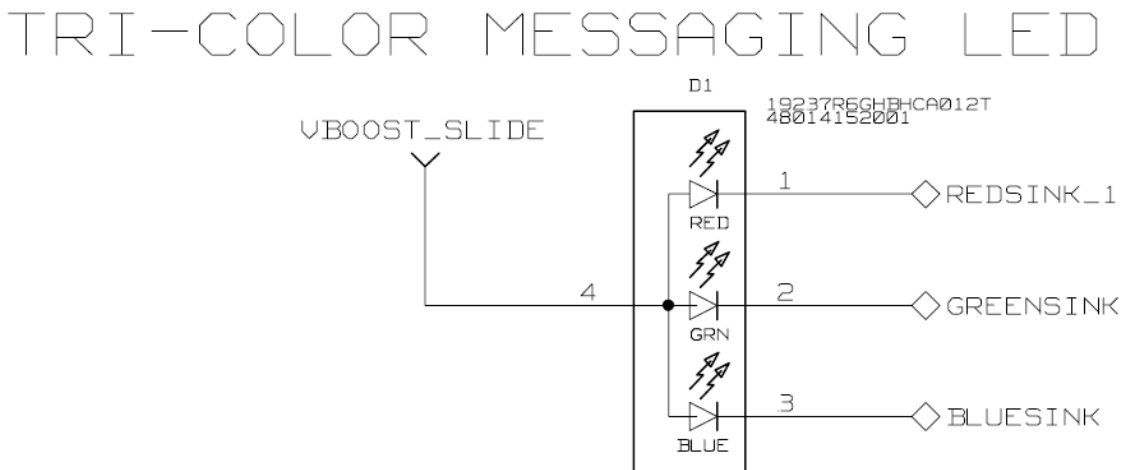 TRI-COLOR MESSAGING LED
D1
19237R6GHBHCA012T
48014152001
VBOOST_SLIDE
1
REDSINK_1
RED
4
2
GREENSINK
GRN
3
BLUESINK
BLUE